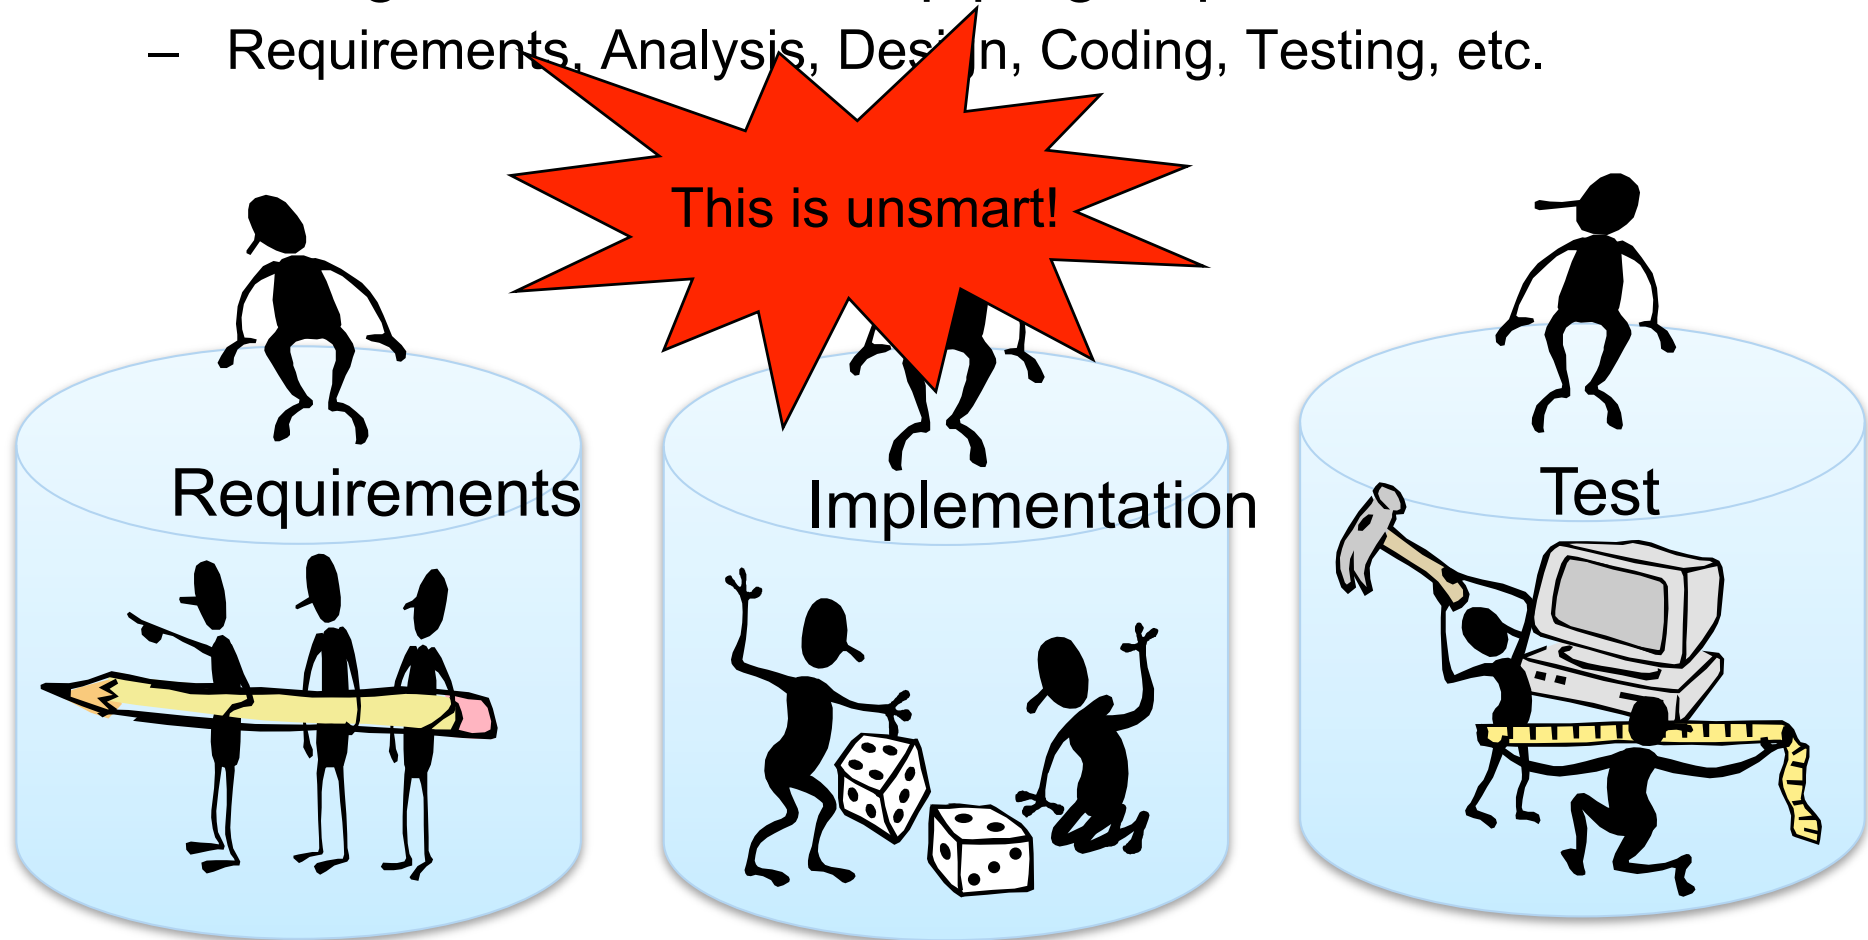 – Requirements, Analysis, Design, Coding, Testing, etc.
This is unsmart!
Requirements
Implementation
Test